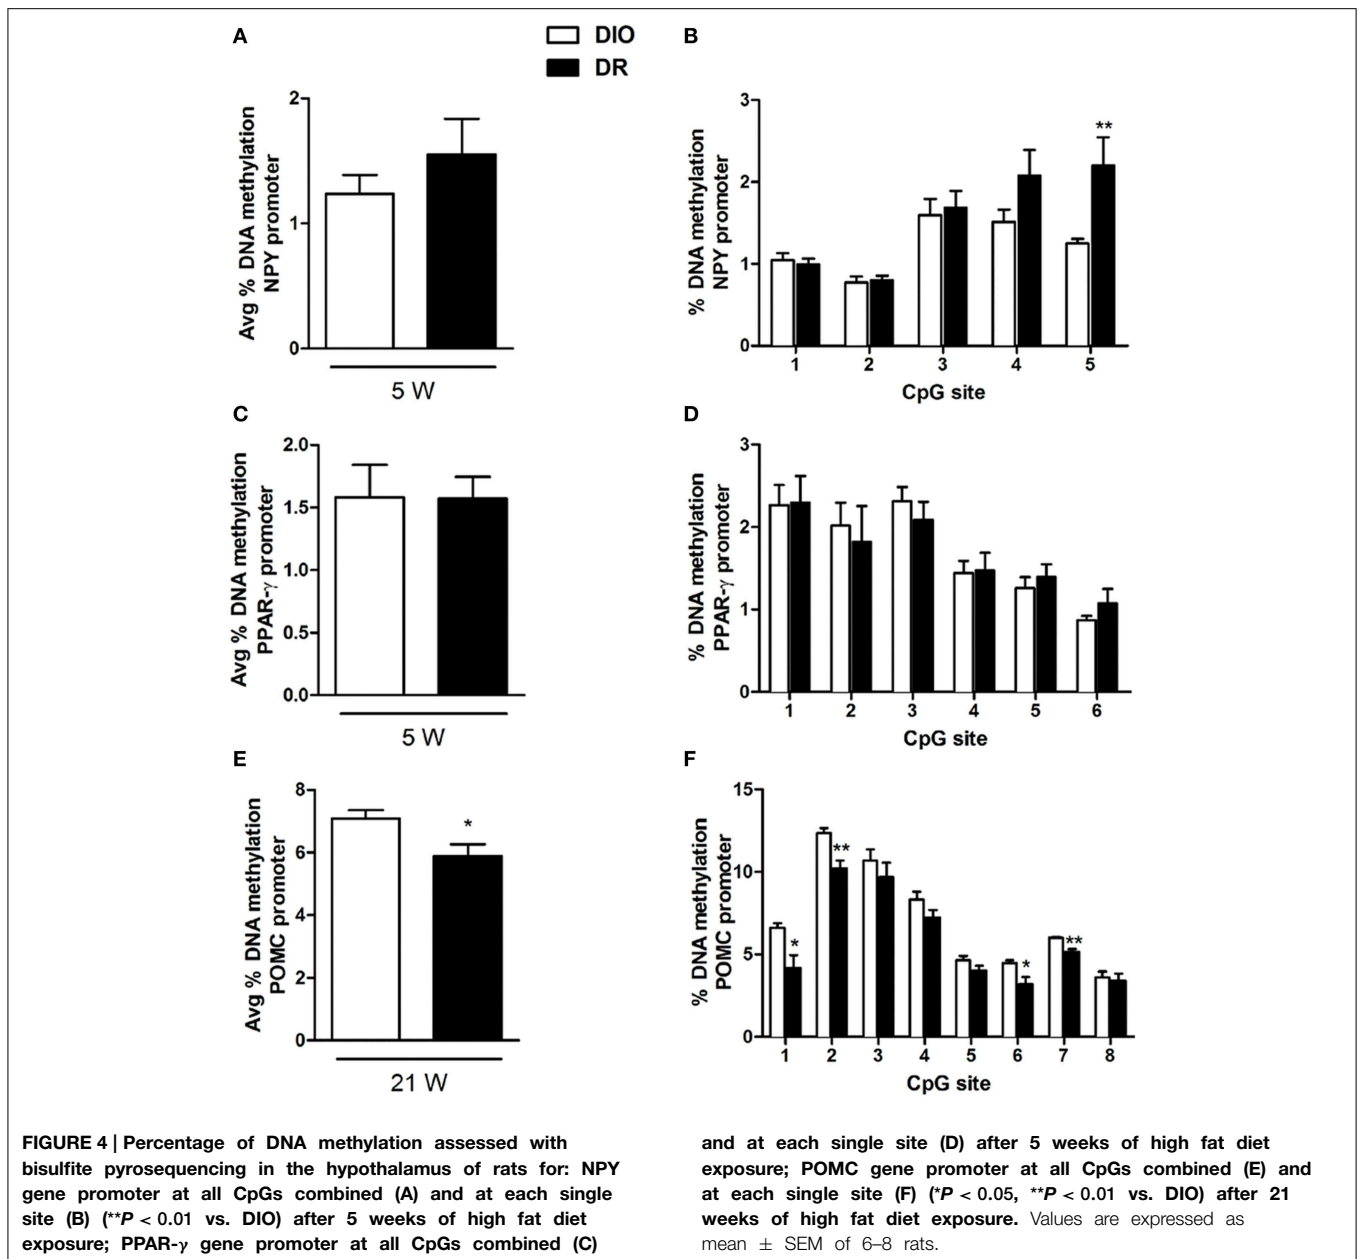 A
DIO
DR
Avg % DNA methylation
NPY promoter
2
1
0
5 W
B
% DNA methylation
NPY promoter
3
2
1
0
**
1 2 3 4 5
CpG site
C
Avg % DNA methylation
PPAR-γ promoter
2.0
1.5
1.0
0.5
0.0
5 W
D
% DNA methylation
PPAR-γ promoter
3
2
1
0
1 2 3 4 5 6
CpG site
E
Avg % DNA methylation
POMC promoter
8
6
4
2
0
*
21 W
F
% DNA methylation
POMC promoter
15
10
5
0
* ** * **
1 2 3 4 5 6 7 8
CpG site
FIGURE 4 | Percentage of DNA methylation assessed with
bisulfite pyrosequencing in the hypothalamus of rats for: NPY
gene promoter at all CpGs combined (A) and at each single
site (B) (**P < 0.01 vs. DIO) after 5 weeks of high fat diet
exposure; PPAR-γ gene promoter at all CpGs combined (C)
and at each single site (D) after 5 weeks of high fat diet
exposure; POMC gene promoter at all CpGs combined (E) and
at each single site (F) (*P < 0.05, **P < 0.01 vs. DIO) after 21
weeks of high fat diet exposure. Values are expressed as
mean ± SEM of 6–8 rats.